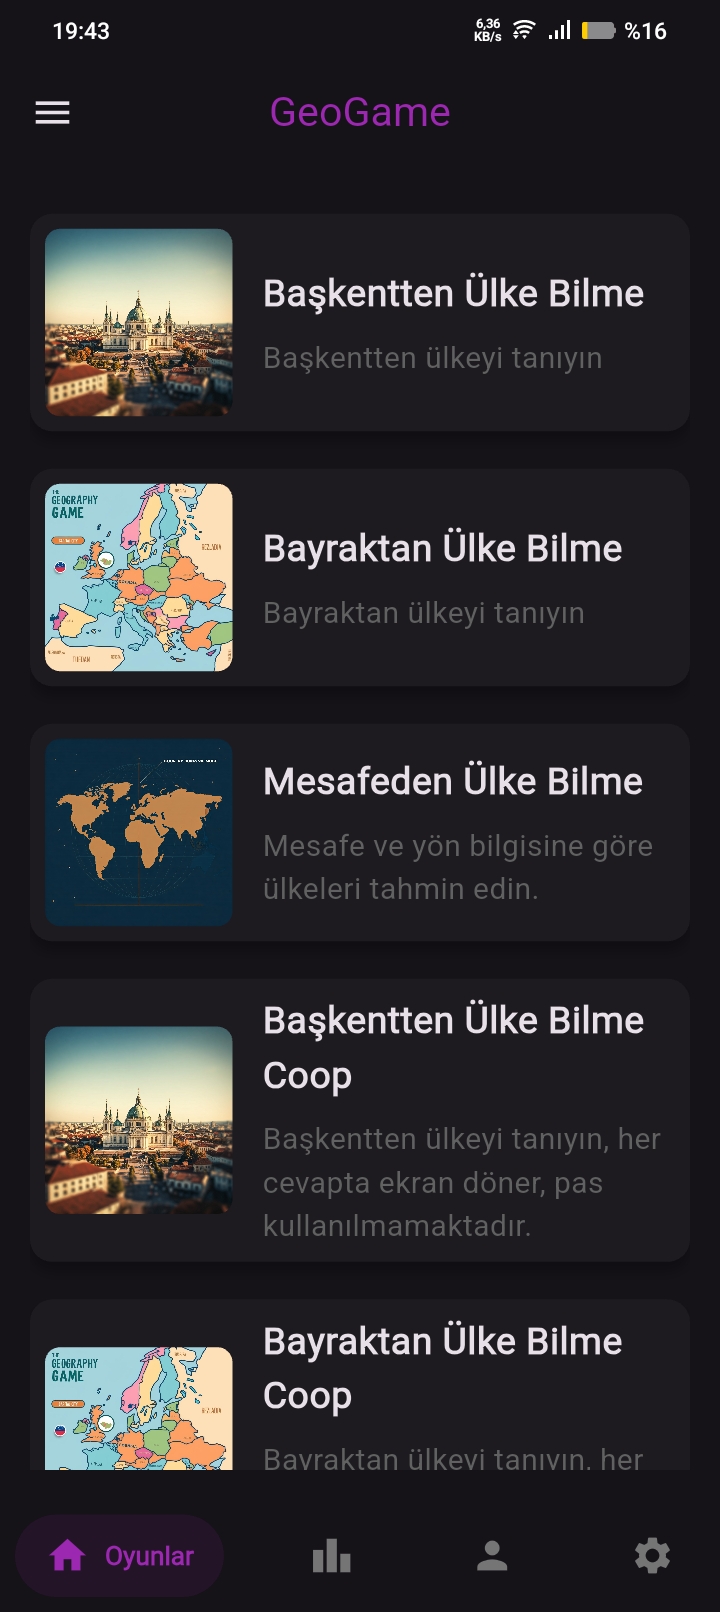 19:43
6,36
KB/s
%16
GeoGame
Başkentten Ülke Bilme
Başkentten ülkeyi tanıyın
THE
GEOGRAPHY
GAME
Bayraktan Ülke Bilme
Bayraktan ülkeyi tanıyın
Mesafeden Ülke Bilme
Mesafe ve yön bilgisine göre
ülkeleri tahmin edin.
Başkentten Ülke Bilme
Coop
Başkentten ülkeyi tanıyın, her
cevapta ekran döner, pas
kullanılmamaktadır.
THE
GEOGRAPHY
GAME
Bayraktan Ülke Bilme
Coop
Bayraktan ülkeyi tanıyın, her
Oyunlar